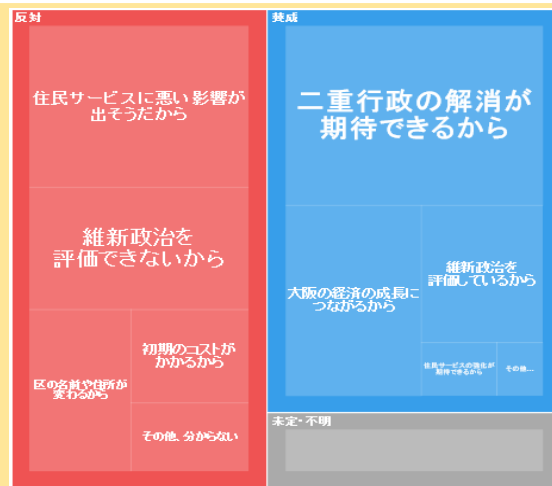 反対
住民サービスに悪い影響が
出そうだから
維新政治を
評価できないから
区の名前や住所が
変わるから
初期のコストが
かかるから
その他、分からない
賛成
二重行政の解消が
期待できるから
大阪の経済の成長に
つながるから
維新政治を
評価しているから
住民サービスの強化が
期待できるから
その他...
未定・不明